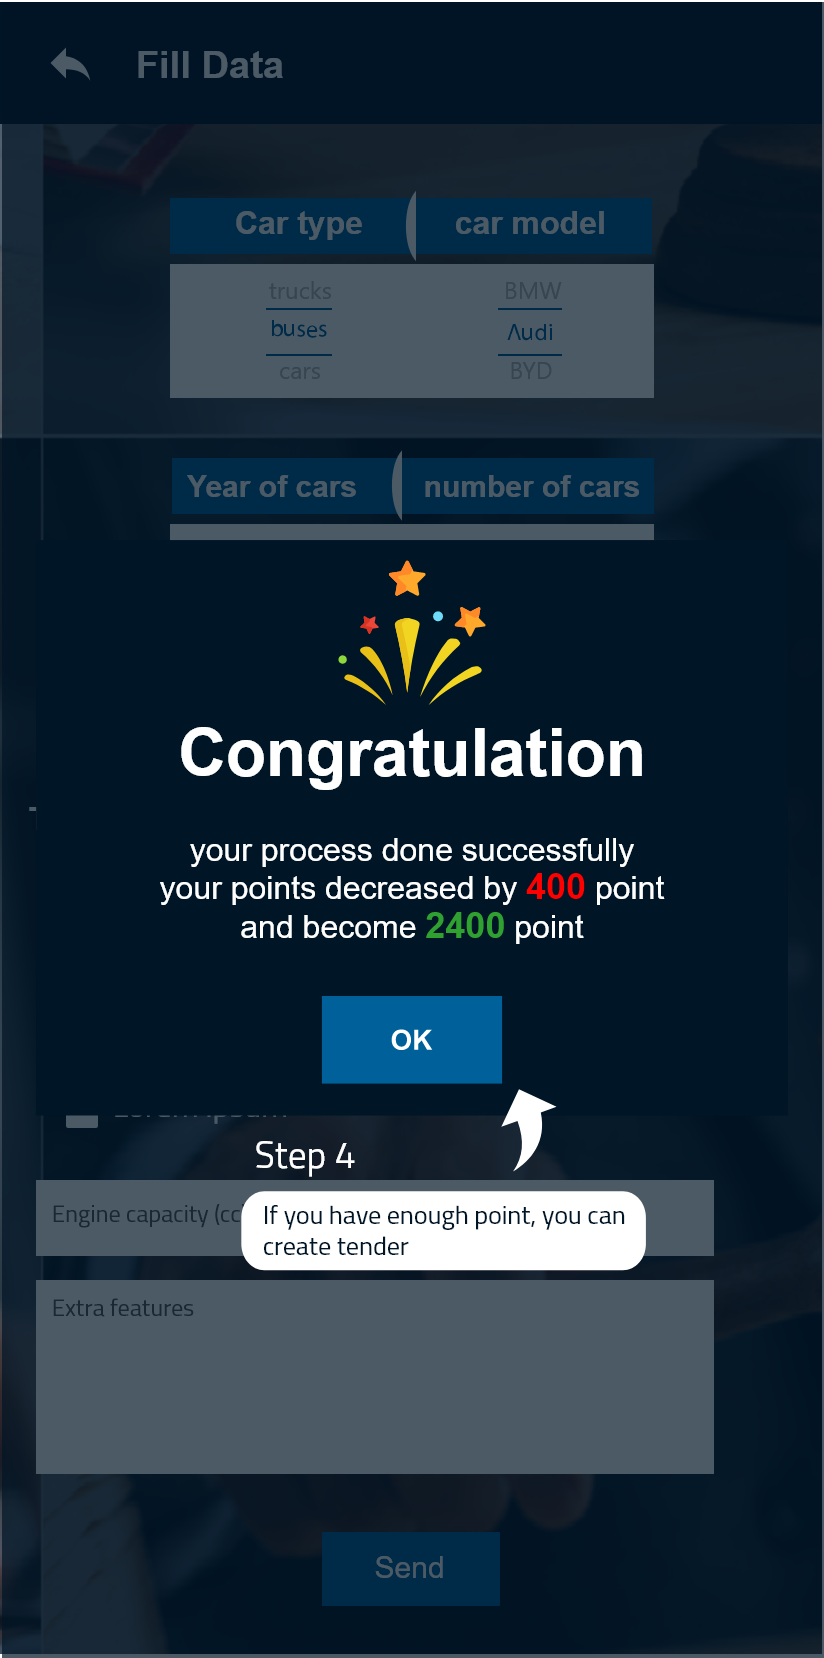 Fill Data
Car type car model
trucks BMW
buses Audi
cars BYD
Year of cars number of cars
Congratulation
your process done successfully
your points decreased by 400 point
and become 2400 point
OK
Step 4
Engine capacity (cc
If you have enough point, you can
create tender
Extra features
Send